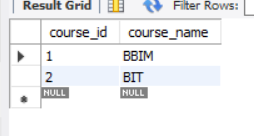 Result Grid Filter Rows:
course_id course_name
1 BBIM
2 BIT
NULL NULL